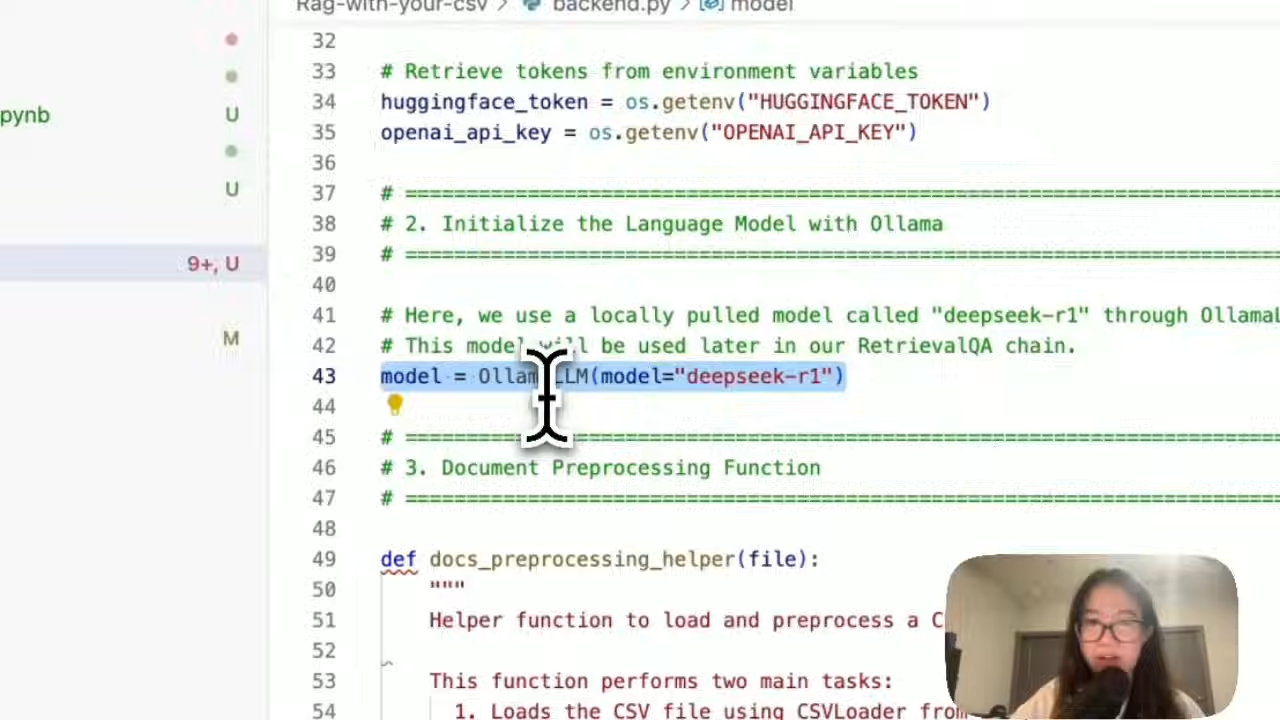 Rag-with-your-csv > backend.py > model
32
33 # Retrieve tokens from environment variables
34 huggingface_token = os.getenv("HUGGINGFACE_TOKEN")
pynb U
35 openai_api_key = os.getenv("OPENAI_API_KEY")
36
U
37 # =======================================================================
38 # 2. Initialize the Language Model with Ollama
39 # =======================================================================
9+, U
40
41 # Here, we use a locally pulled model called "deepseek-r1" through Ollama
M
42 # This model will be used later in our RetrievalQA chain.
43 model = OllamaLLM(model="deepseek-r1")
44
45 # =======================================================================
46 # 3. Document Preprocessing Function
47 # =======================================================================
48
49 def docs_preprocessing_helper(file):
50 """
51 Helper function to load and preprocess a C
52
53 This function performs two main tasks:
54 1. Loads the CSV file using CSVLoader from